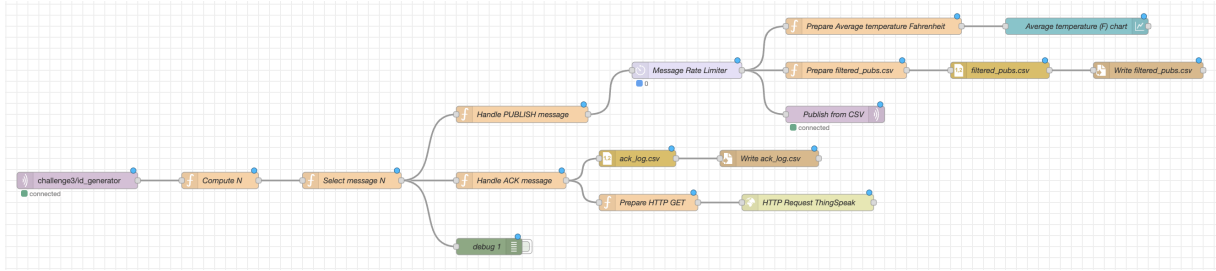 Prepare Average temperature Fahrenheit
Average temperature (F) chart
Message Rate Limiter
0
Prepare filtered_pubs.csv
filtered_pubs.csv
Write filtered_pubs.csv
Handle PUBLISH message
Publish from CSV
connected
ack_log.csv
Write ack_log.csv
challenge3/id_generator
connected
Compute N
Select message N
Handle ACK message
Prepare HTTP GET
HTTP Request ThingSpeak
debug 1